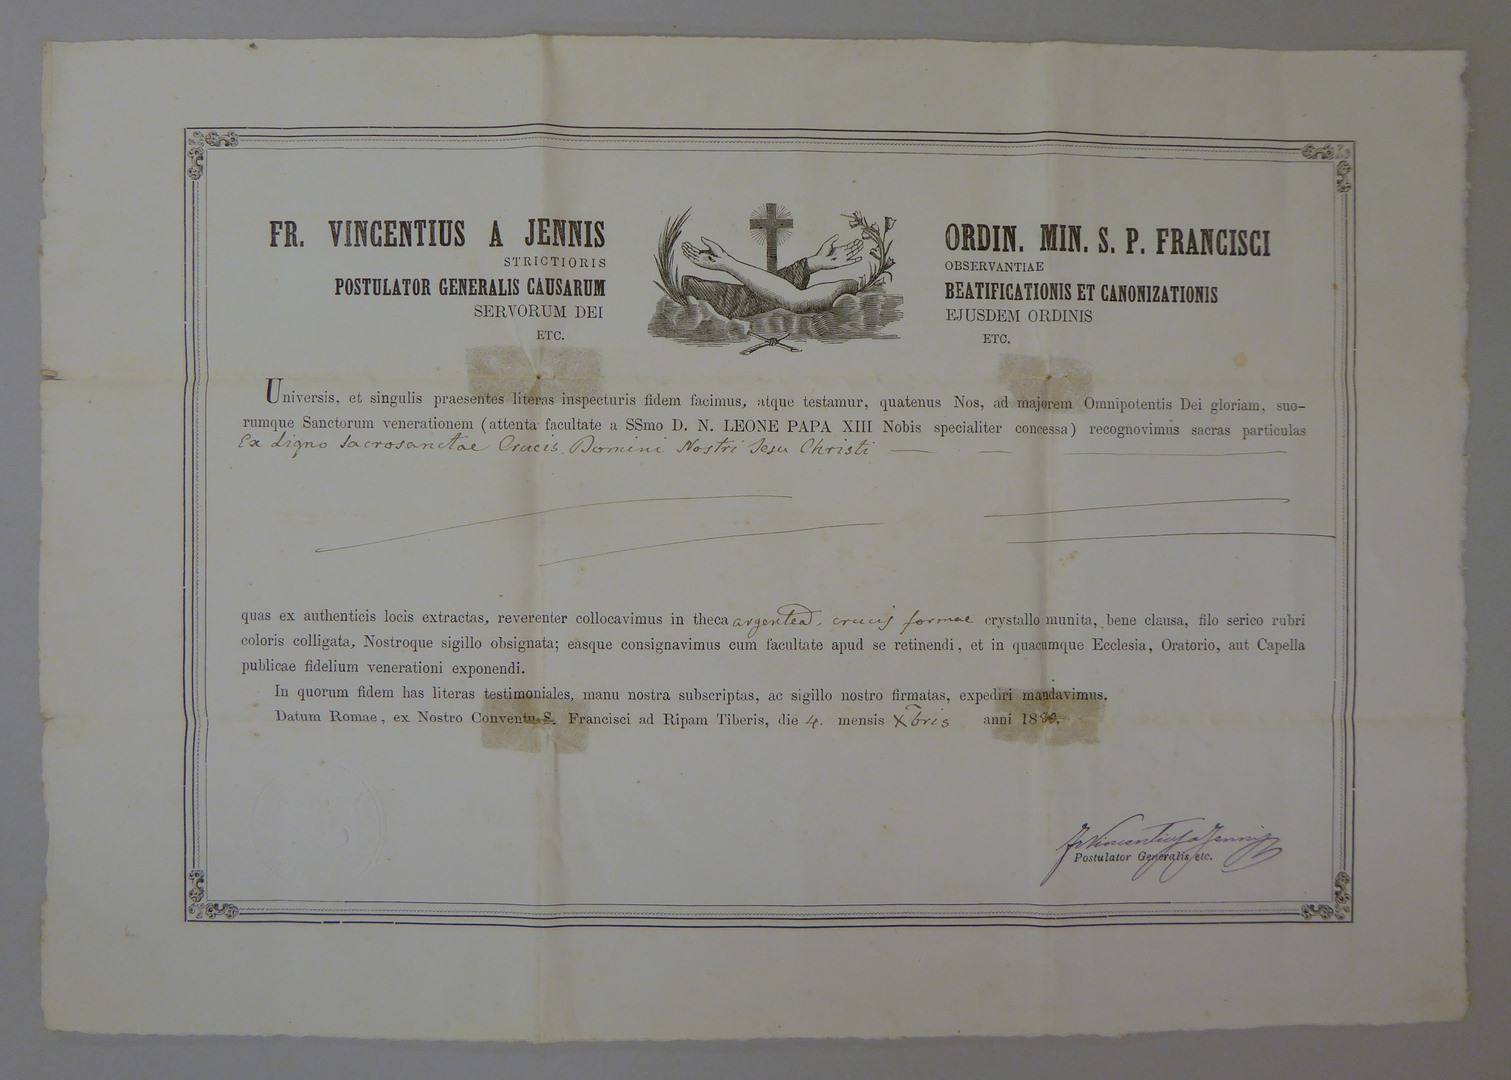 FR. VINCENTIUS A JENNIS
STRICTIORIS
POSTULATOR GENERALIS CAUSARUM
SERVORUM DEI
ETC.
ORDIN. MIN. S. P. FRANCISCI
OBSERVANTIAE
BEATIFICATIONIS ET CANONIZATIONIS
EJUSDEM ORDINIS
ETC.
Universis, et singulis praesentes literas inspecturis fidem facimus, atque testamur, quatenus Nos, ad majorem Omnipotentis Dei gloriam, suo-
rumque Sanctorum venerationem (attenta facultate a SSmo D. N. LEONE PAPA XIII Nobis specialiter concessa) recognovimus sacras particulas
Ex Ligno Sacrosanctae Crucis Domini Nostri Jesu Christi
quas ex authenticis locis extractas, reverenter collocavimus in theca argentea, crucis formae crystallo munita, bene clausa, filo serico rubri
coloris colligata, Nostroque sigillo obsignata; easque consignavimus cum facultate apud se retinendi, et in quacumque Ecclesia, Oratorio, aut Capella
publicae fidelium venerationi exponendi.
In quorum fidem has literas testimoniales, manu nostra subscriptas, ac sigillo nostro firmatas, expediri mandavimus.
Datum Romae, ex Nostro Conventu S. Francisci ad Ripam Tiberis, die 4. mensis Xbris anni 18
Fr Vincentius a Jennis
Postulator Generalis etc.